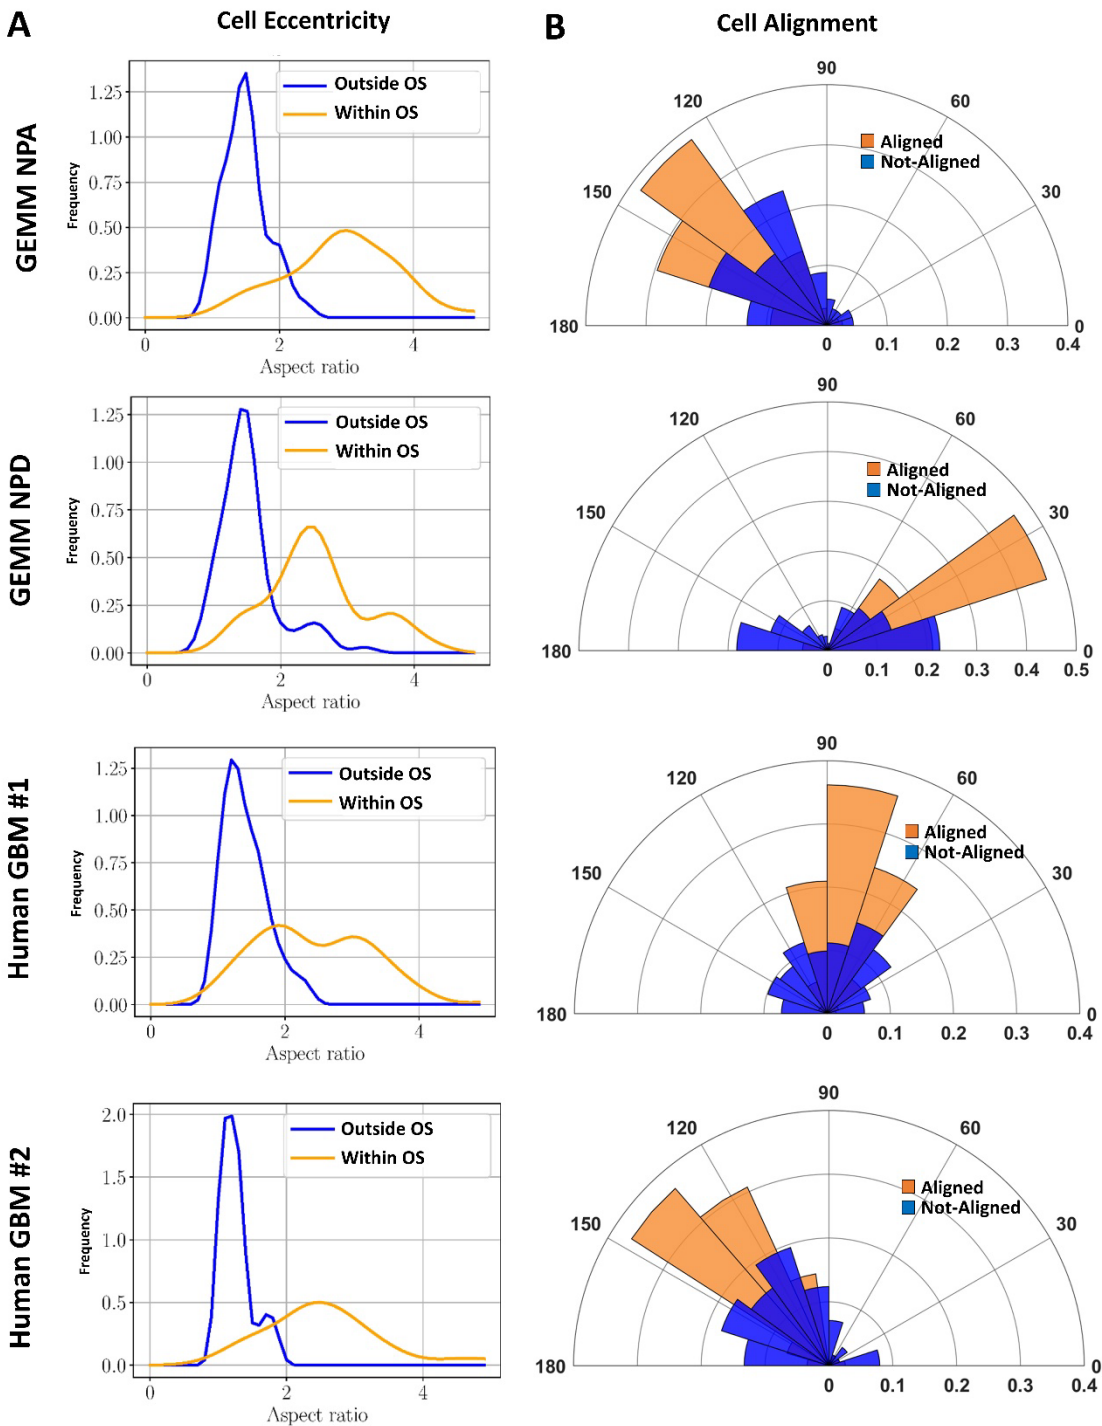 A
Cell Eccentricity
B
Cell Alignment
GEMM NPA
Frequency
1.25
1.00
0.75
0.50
0.25
0.00
Outside OS
Within OS
0
2
4
Aspect ratio
90
120
60
150
30
180
0
Aligned
Not-Aligned
0
0.1
0.2
0.3
0.4
GEMM NPD
Frequency
1.25
1.00
0.75
0.50
0.25
0.00
Outside OS
Within OS
0
2
4
Aspect ratio
90
120
60
150
30
180
0
Aligned
Not-Aligned
0
0.1
0.2
0.3
0.4
0.5
Human GBM #1
Frequency
1.25
1.00
0.75
0.50
0.25
0.00
Outside OS
Within OS
0
2
4
Aspect ratio
90
120
60
150
30
180
0
Aligned
Not-Aligned
0
0.1
0.2
0.3
0.4
Human GBM #2
Frequency
2.0
1.5
1.0
0.5
0.0
Outside OS
Within OS
0
2
4
Aspect ratio
90
120
60
150
30
180
0
Aligned
Not-Aligned
0
0.1
0.2
0.3
0.4